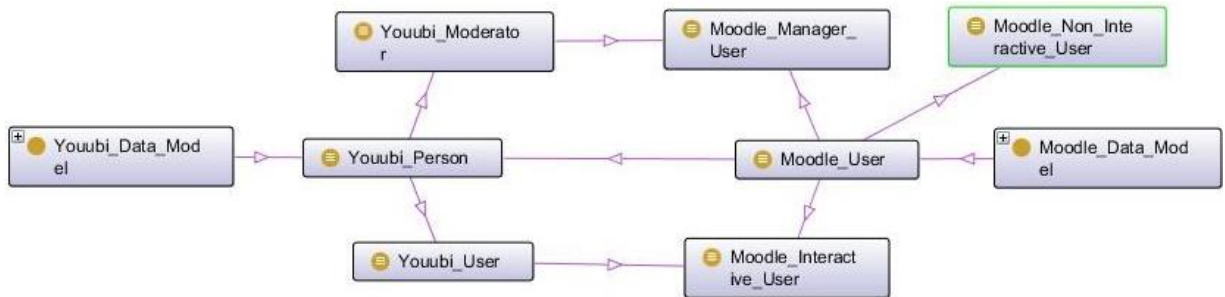 Youubi_Moderato
r
Moodle_Manager_
User
Moodle_Non_Inte
ractive_User
Youubi_Data_Mod
el
Youubi_Person
Moodle_User
Moodle_Data_Mod
el
Youubi_User
Moodle_Interact
ive_User